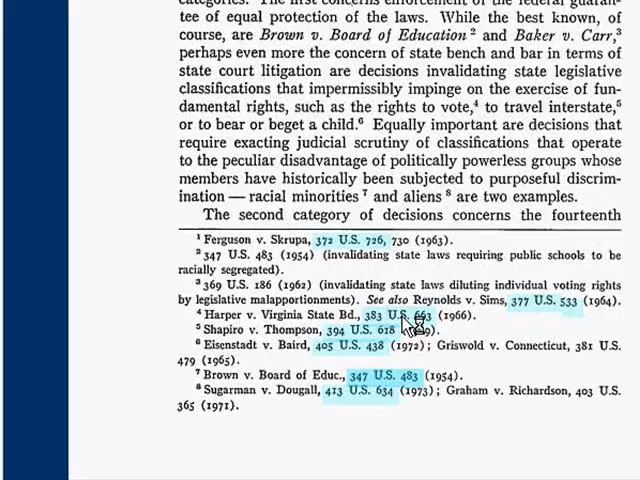 categories. The first concerns enforcement of the federal guaran-
tee of equal protection of the laws. While the best known, of
course, are Brown v. Board of Education ² and Baker v. Carr,³
perhaps even more the concern of state bench and bar in terms of
state court litigation are decisions invalidating state legislative
classifications that impermissibly impinge on the exercise of fun-
damental rights, such as the rights to vote,⁴ to travel interstate,⁵
or to bear or beget a child.⁶ Equally important are decisions that
require exacting judicial scrutiny of classifications that operate
to the peculiar disadvantage of politically powerless groups whose
members have historically been subjected to purposeful discrim-
ination — racial minorities ⁷ and aliens ⁸ are two examples.
The second category of decisions concerns the fourteenth
¹ Ferguson v. Skrupa, 372 U.S. 726, 730 (1963).
² 347 U.S. 483 (1954) (invalidating state laws requiring public schools to be
racially segregated).
³ 369 U.S. 186 (1962) (invalidating state laws diluting individual voting rights
by legislative malapportionments). See also Reynolds v. Sims, 377 U.S. 533 (1964).
⁴ Harper v. Virginia State Bd., 383 U.S. 663 (1966).
⁵ Shapiro v. Thompson, 394 U.S. 618
⁶ Eisenstadt v. Baird, 405 U.S. 438 (1972); Griswold v. Connecticut, 381 U.S.
479 (1965).
⁷ Brown v. Board of Educ., 347 U.S. 483 (1954).
⁸ Sugarman v. Dougall, 413 U.S. 634 (1973); Graham v. Richardson, 403 U.S.
365 (1971).